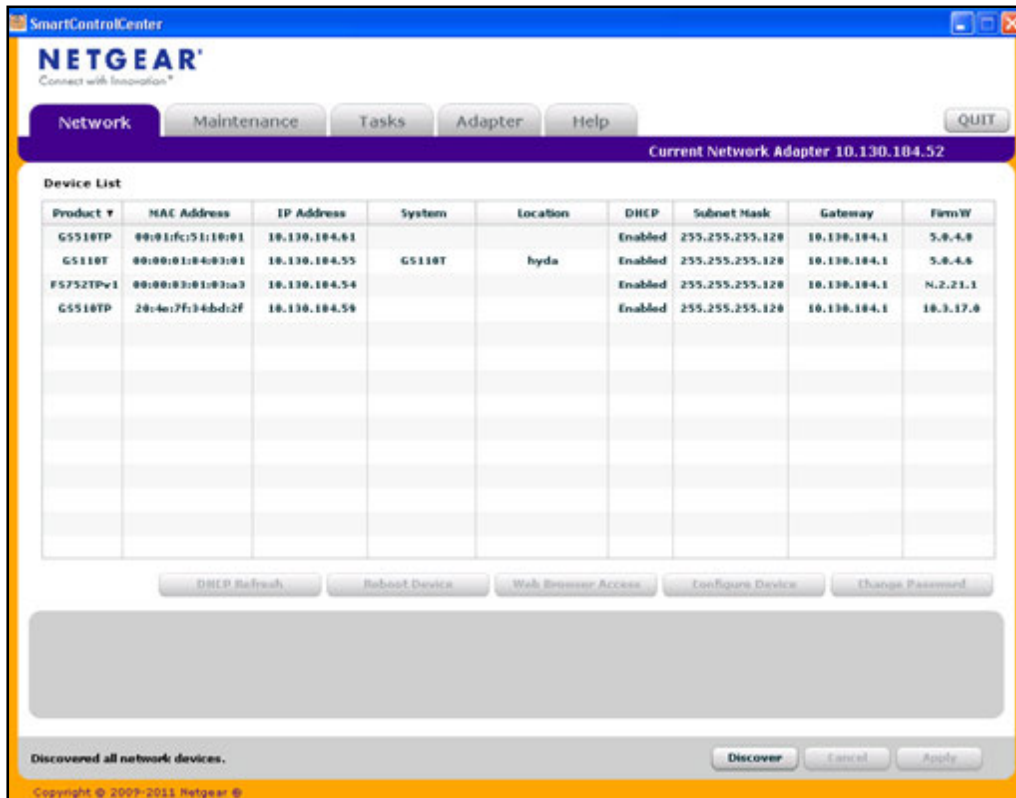 SmartControlCenter
NETGEAR®
Connect with Innovation™
Network Maintenance Tasks Adapter Help QUIT
Current Network Adapter 10.130.184.52
Device List
Product ▼ MAC Address IP Address System Location DHCP Subnet Mask Gateway FirmW
GS510TP 00:01:fc:51:10:01 10.130.184.61 Enabled 255.255.255.128 10.130.184.1 5.0.4.0
GS110T 00:00:01:04:03:01 10.130.184.55 GS110T hyda Enabled 255.255.255.128 10.130.184.1 5.0.4.6
FS752TPv1 00:00:03:01:03:a3 10.130.184.54 Enabled 255.255.255.128 10.130.184.1 N.2.21.1
GS510TP 20:4e:7f:34:bd:2f 10.130.184.59 Enabled 255.255.255.128 10.130.184.1 10.3.17.0
DHCP Refresh Reboot Device Web Browser Access Configure Device Change Password
Discovered all network devices. Discover Cancel Apply
Copyright © 2009-2011 Netgear ®